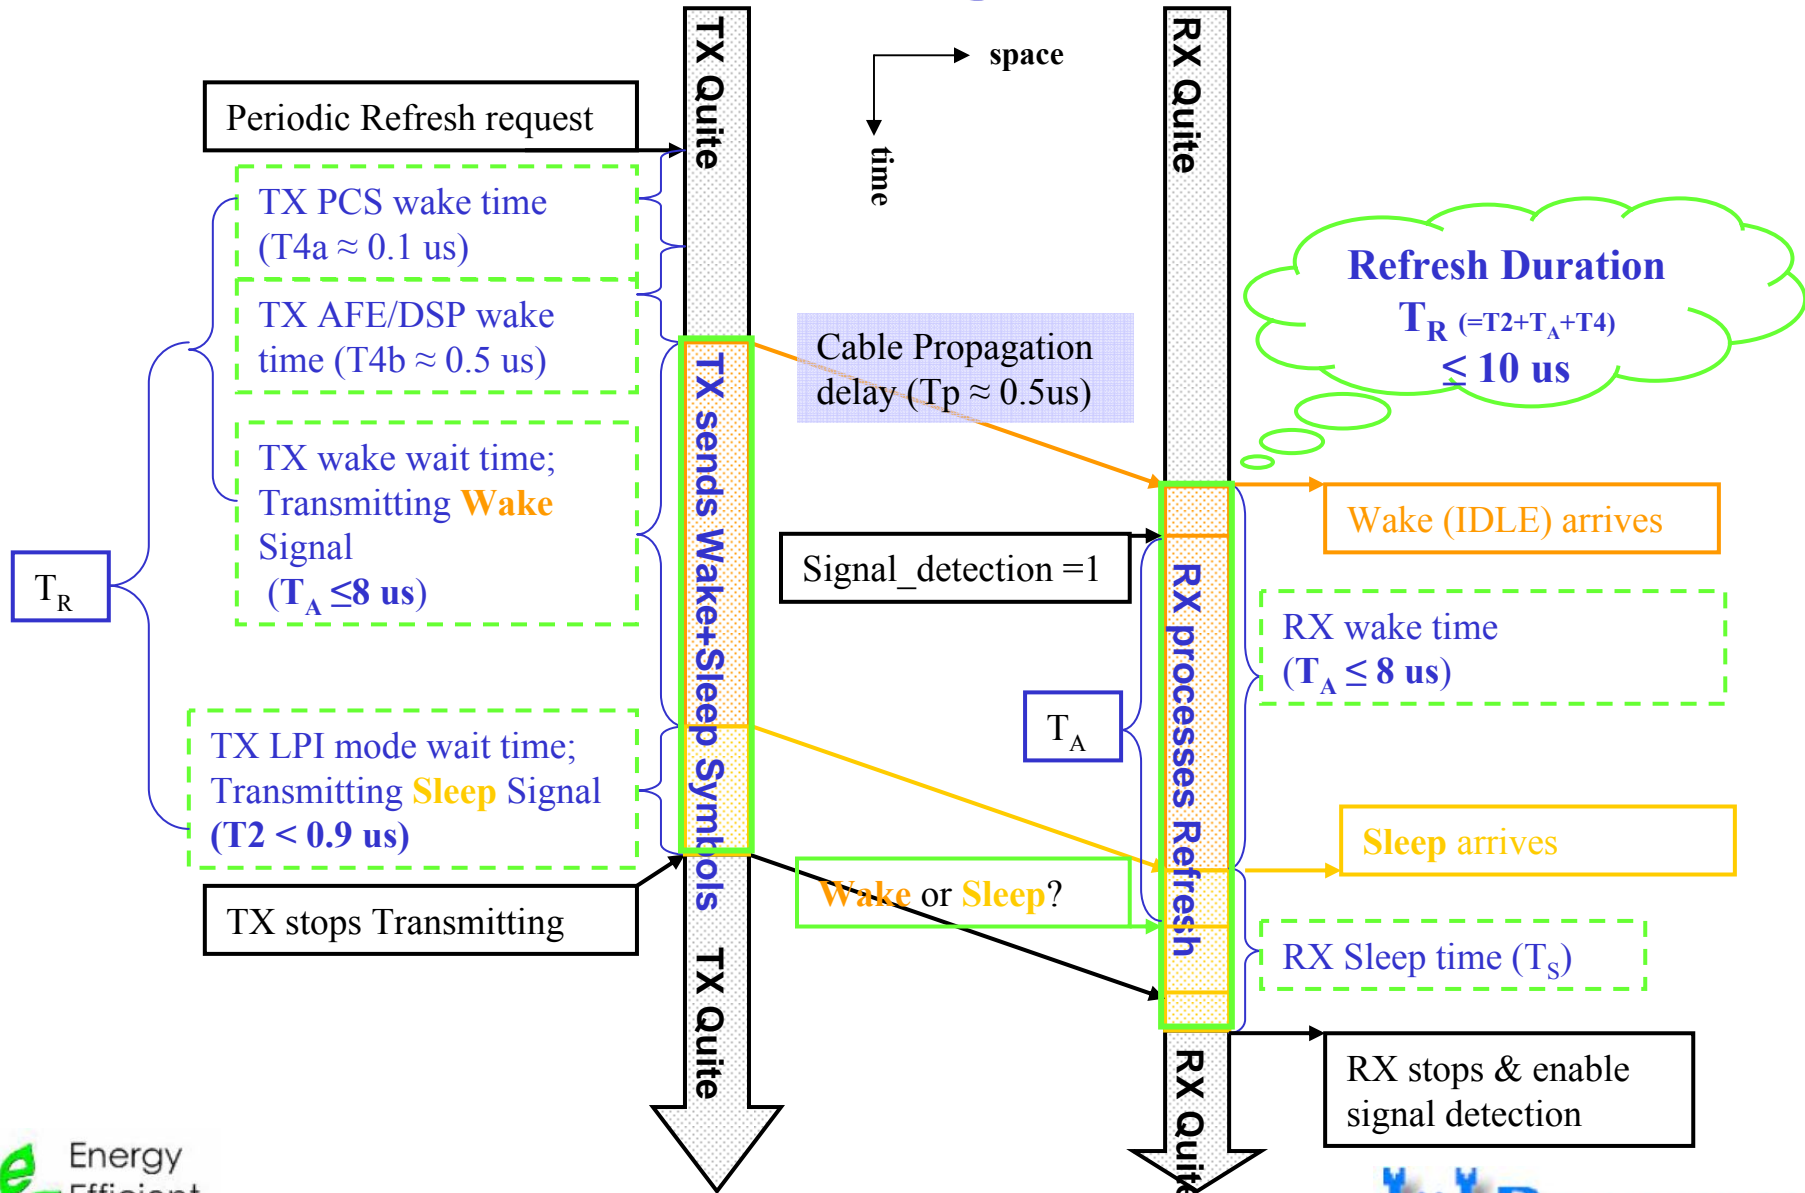 TX Quite
RX Quite
space
time
Periodic Refresh request
TX PCS wake time
(T4a ≈ 0.1 us)
TX AFE/DSP wake
time (T4b ≈ 0.5 us)
TX wake wait time;
Transmitting Wake
Signal
(TA ≤8 us)
TR
TX LPI mode wait time;
Transmitting Sleep Signal
(T2 < 0.9 us)
TX stops Transmitting
TX sends Wake+Sleep Symbols
TX Quite
Cable Propagation
delay (Tp ≈ 0.5us)
Signal_detection =1
TA
Wake or Sleep?
RX processes Refresh
RX Quite
Refresh Duration
TR (=T2+TA+T4)
≤ 10 us
Wake (IDLE) arrives
RX wake time
(TA ≤ 8 us)
Sleep arrives
RX Sleep time (TS)
RX stops & enable
signal detection
Energy
Efficient